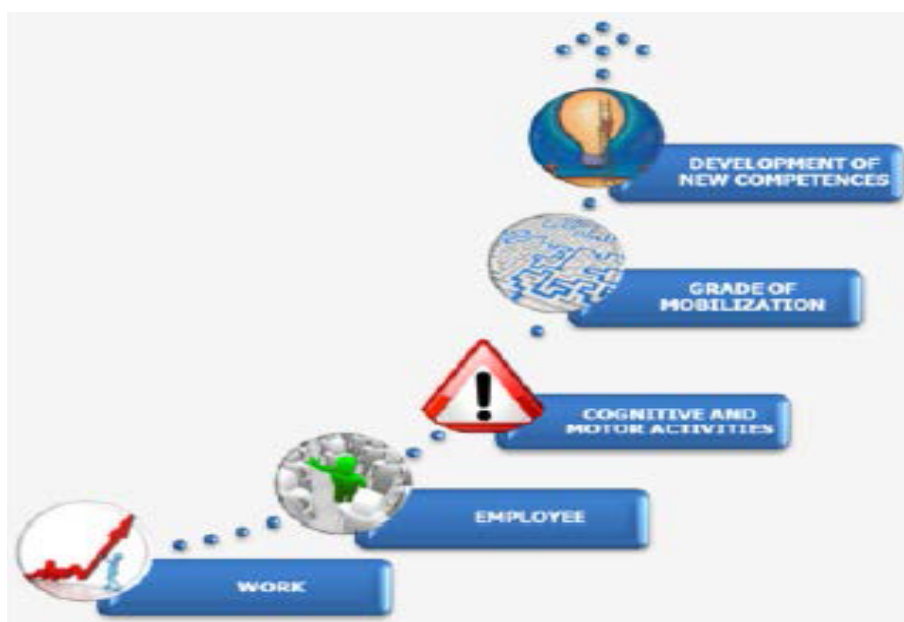 DEVELOPMENT OF
NEW COMPETENCES
GRADE OF
MOBILIZATION
COGNITIVE AND
MOTOR ACTIVITIES
EMPLOYEE
WORK